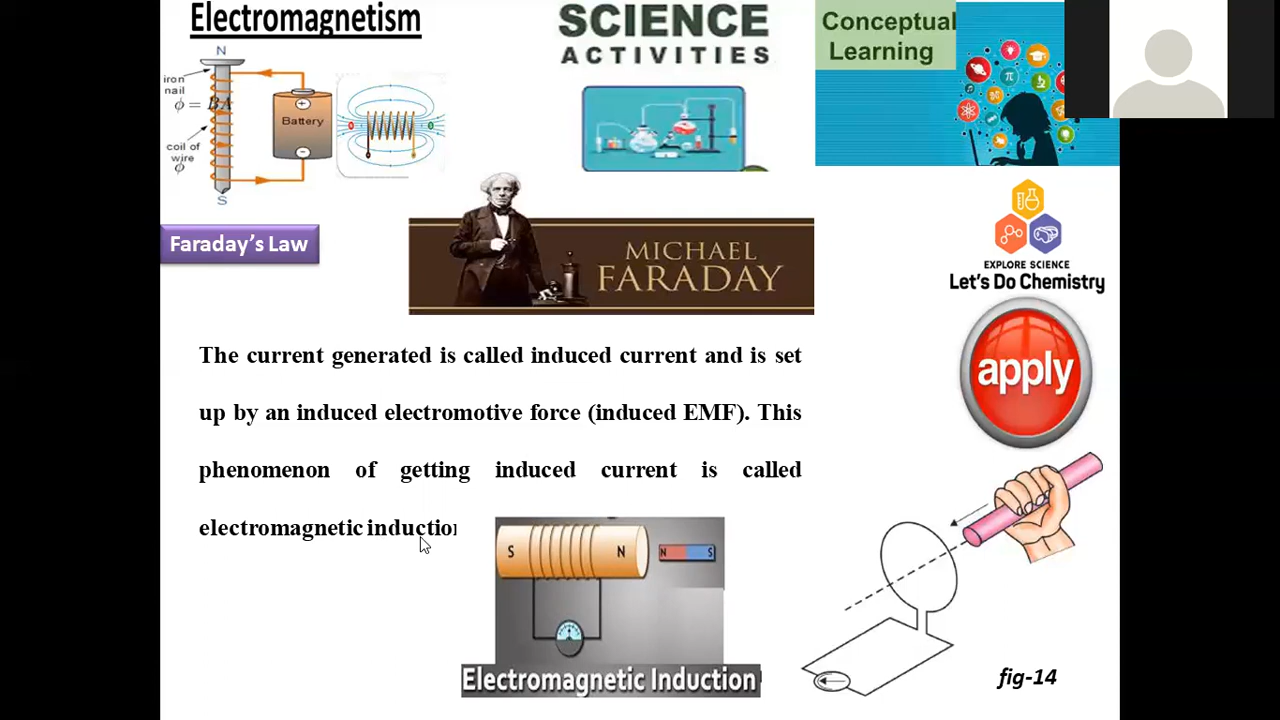 Electromagnetism
SCIENCE
ACTIVITIES
Conceptual
Learning
N
iron
nail
ϕ = BA
Battery
coil of
wire
ϕ
S
Faraday's Law
MICHAEL
FARADAY
EXPLORE SCIENCE
Let's Do Chemistry
apply
The current generated is called induced current and is set
up by an induced electromotive force (induced EMF). This
phenomenon of getting induced current is called
electromagnetic induction
S N N S
Electromagnetic Induction
fig-14